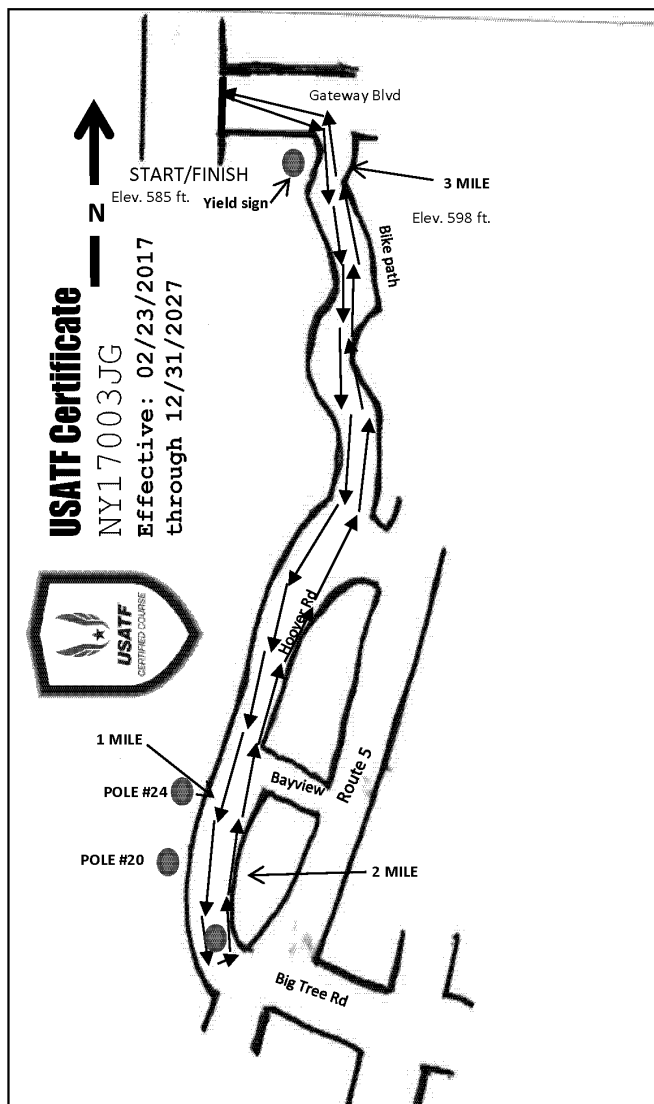 Gateway Blvd
START/FINISH
Elev. 585 ft.
Yield sign
3 MILE
Elev. 598 ft.
N
Bike path
USATF Certificate
NY17003JG
Effective: 02/23/2017
through 12/31/2027
USATF
CERTIFIED COURSE
Hoover Rd
1 MILE
POLE #24
Bayview
Route 5
POLE #20
2 MILE
Big Tree Rd